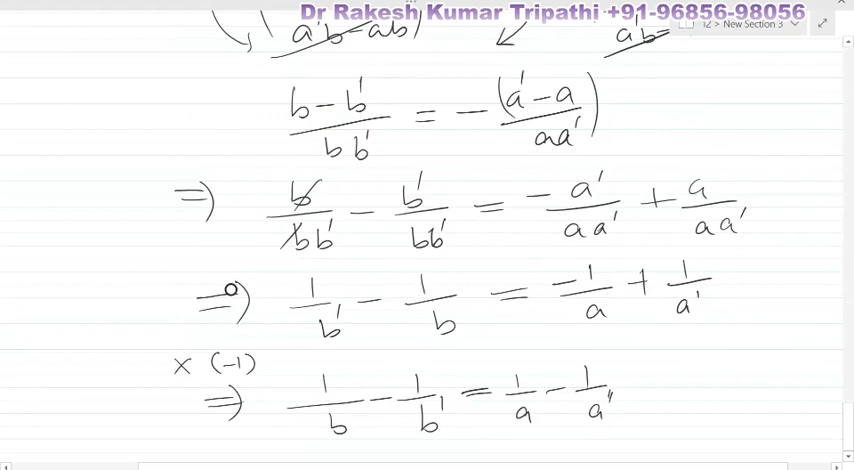 Dr Rakesh Kumar Tripathi +91-96856-98056
a'b - ab'
a'b=
12 > New Section 3
(b - b')/(b b') = -(a' - a)/(aa')
=> b/(bb') - b'/(bb') = -a'/(aa') + a/(aa')
=> 1/b' - 1/b = -1/a + 1/a'
× (-1)
=> 1/b - 1/b' = 1/a - 1/a'